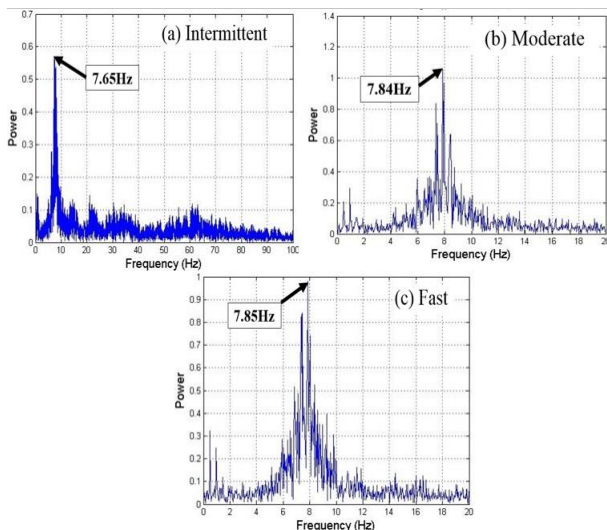 (a) Intermittent
7.65Hz
Power
0.7
0.6
0.5
0.4
0.3
0.2
0.1
0
0 10 20 30 40 50 60 70 80 90 100
Frequency (Hz)
(b) Moderate
7.84Hz
Power
1.4
1.2
1
0.8
0.6
0.4
0.2
0
0 2 4 6 8 10 12 14 16 18 20
Frequency (Hz)
(c) Fast
7.85Hz
Power
1
0.9
0.8
0.7
0.6
0.5
0.4
0.3
0.2
0.1
0
0 2 4 6 8 10 12 14 16 18 20
Frequency (Hz)